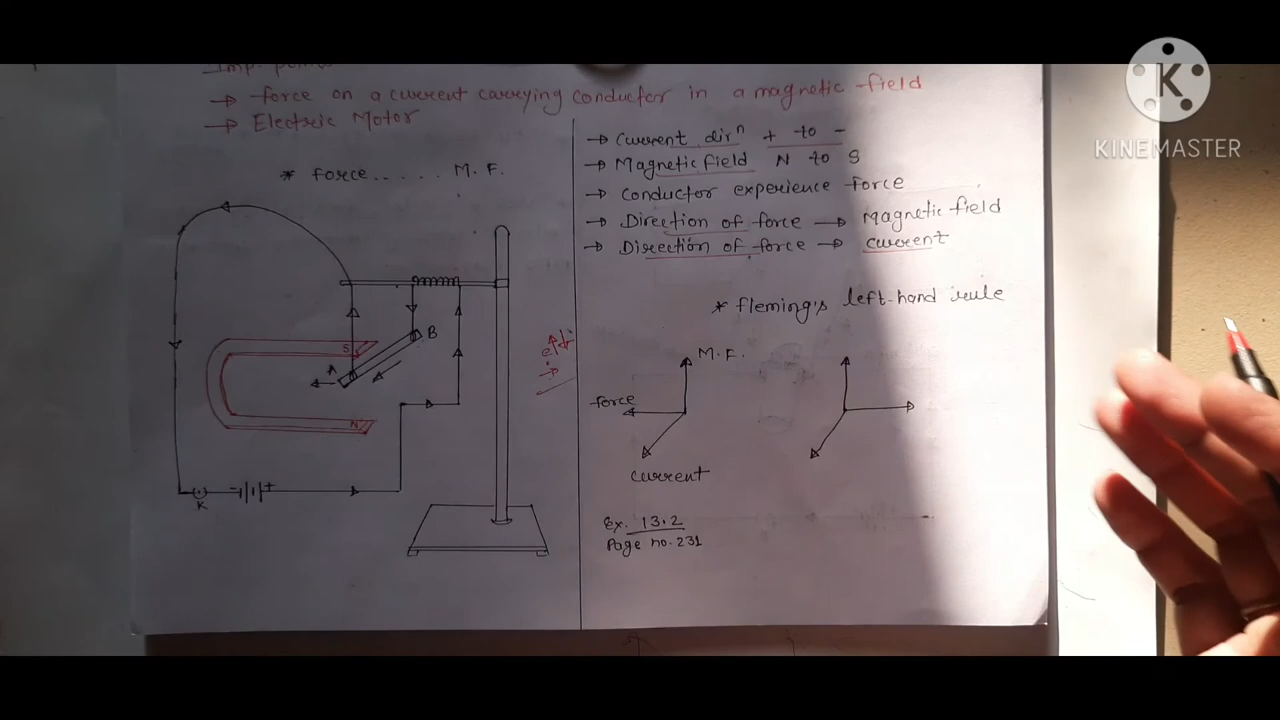 Imp. points
→ force on a current carrying conductor in a magnetic field
→ Electric Motor
* force..... M.F.
S
A
B
N
K
- +
→ Current dirⁿ + to -
→ Magnetic field N to S
→ Conductor experience force
→ Direction of force → Magnetic field
→ Direction of force → current
* fleming's left-hand rule
M.F.
force
current
Ex. 13.2
Page no. 231
K
KINEMASTER